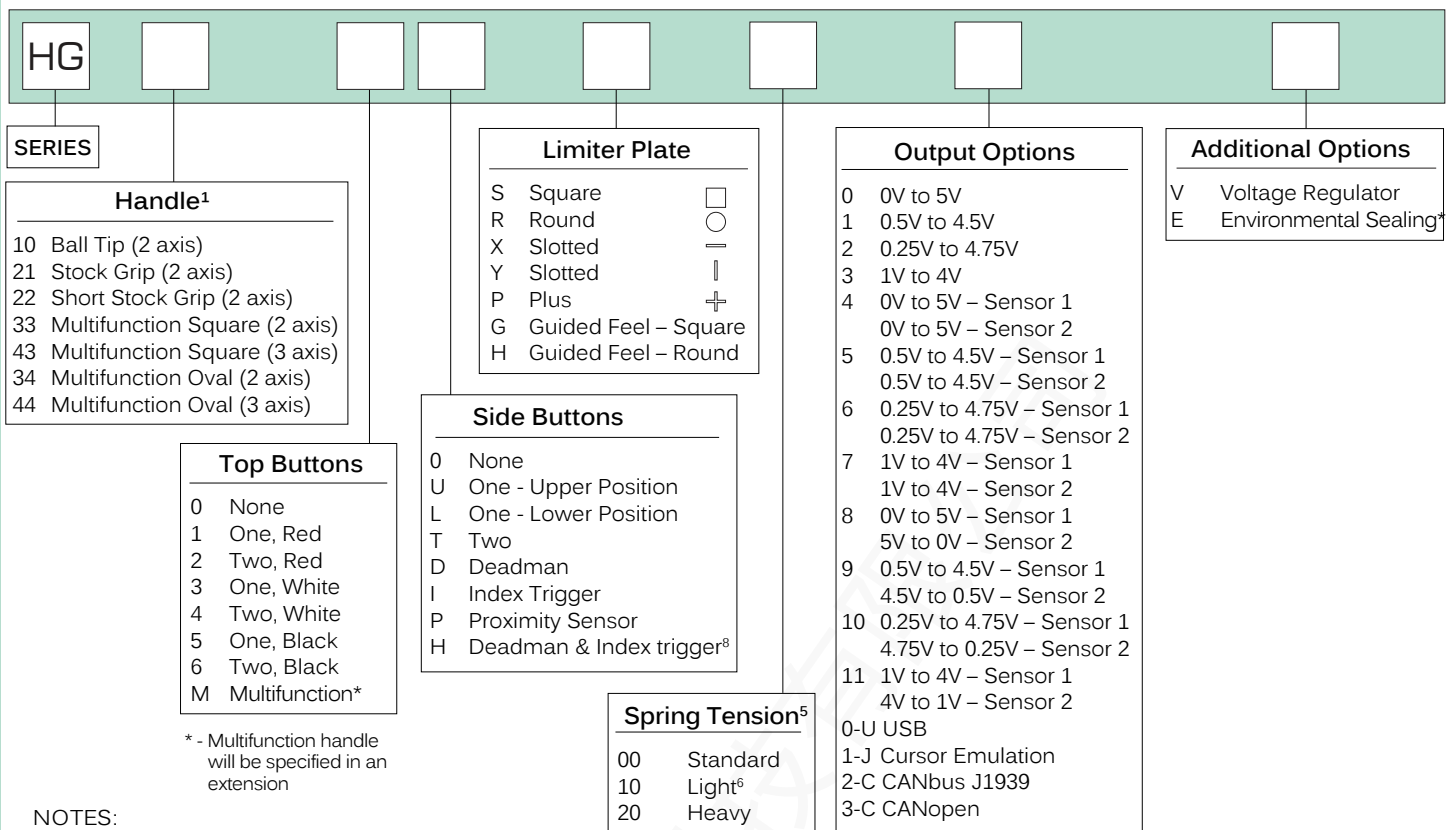 HG
SERIES
Handle¹
10 Ball Tip (2 axis)
21 Stock Grip (2 axis)
22 Short Stock Grip (2 axis)
33 Multifunction Square (2 axis)
43 Multifunction Square (3 axis)
34 Multifunction Oval (2 axis)
44 Multifunction Oval (3 axis)
Top Buttons
0 None
1 One, Red
2 Two, Red
3 One, White
4 Two, White
5 One, Black
6 Two, Black
M Multifunction*
* - Multifunction handle
will be specified in an
extension
NOTES:
Limiter Plate
S Square
R Round
X Slotted
Y Slotted
P Plus
G Guided Feel – Square
H Guided Feel – Round
Side Buttons
0 None
U One - Upper Position
L One - Lower Position
T Two
D Deadman
I Index Trigger
P Proximity Sensor
H Deadman & Index trigger⁸
Spring Tension⁵
00 Standard
10 Light⁶
20 Heavy
Output Options
0 0V to 5V
1 0.5V to 4.5V
2 0.25V to 4.75V
3 1V to 4V
4 0V to 5V – Sensor 1
0V to 5V – Sensor 2
5 0.5V to 4.5V – Sensor 1
0.5V to 4.5V – Sensor 2
6 0.25V to 4.75V – Sensor 1
0.25V to 4.75V – Sensor 2
7 1V to 4V – Sensor 1
1V to 4V – Sensor 2
8 0V to 5V – Sensor 1
5V to 0V – Sensor 2
9 0.5V to 4.5V – Sensor 1
4.5V to 0.5V – Sensor 2
10 0.25V to 4.75V – Sensor 1
4.75V to 0.25V – Sensor 2
11 1V to 4V – Sensor 1
4V to 1V – Sensor 2
0-U USB
1-J Cursor Emulation
2-C CANbus J1939
3-C CANopen
Additional Options
V Voltage Regulator
E Environmental Sealing*
技有限公司